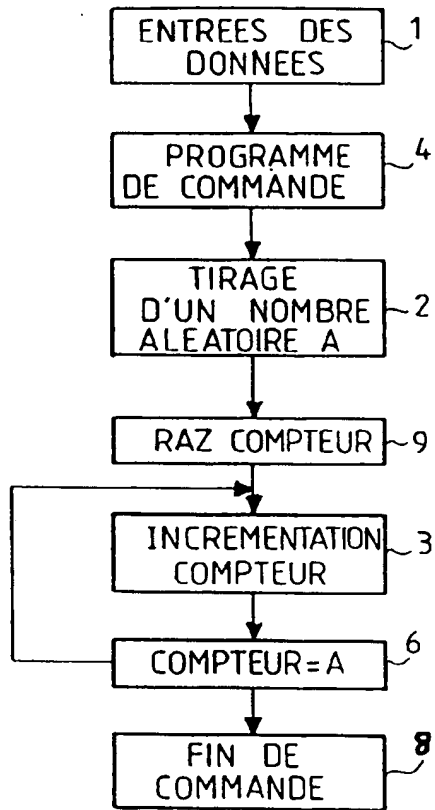 ENTREES DES
DONNEES
1
PROGRAMME
DE COMMANDE
4
TIRAGE
D'UN NOMBRE
ALEATOIRE A
2
RAZ COMPTEUR
9
INCREMENTATION
COMPTEUR
3
COMPTEUR=A
6
FIN DE
COMMANDE
8